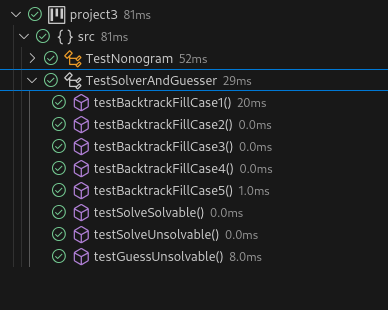 project3 81ms
{ } src 81ms
TestNonogram 52ms
TestSolverAndGuesser 29ms
testBacktrackFillCase1() 20ms
testBacktrackFillCase2() 0.0ms
testBacktrackFillCase3() 0.0ms
testBacktrackFillCase4() 0.0ms
testBacktrackFillCase5() 1.0ms
testSolveSolvable() 0.0ms
testSolveUnsolvable() 0.0ms
testGuessUnsolvable() 8.0ms